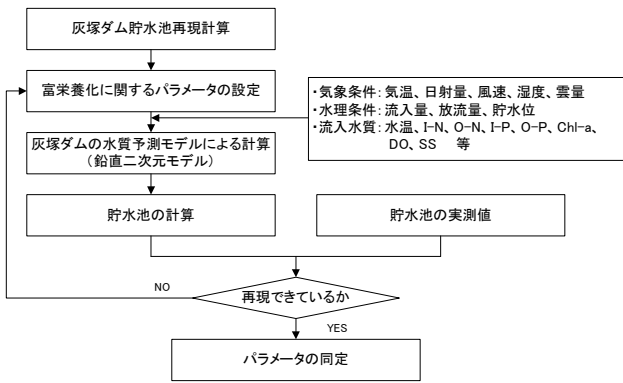 灰塚ダム貯水池再現計算
富栄養化に関するパラメータの設定
・気象条件:気温、日射量、風速、湿度、雲量
・水理条件:流入量、放流量、貯水位
・流入水質:水温、I-N、O-N、I-P、O-P、Chl-a、
DO、SS 等
灰塚ダムの水質予測モデルによる計算
(鉛直二次元モデル)
貯水池の計算
貯水池の実測値
NO
再現できているか
YES
パラメータの同定